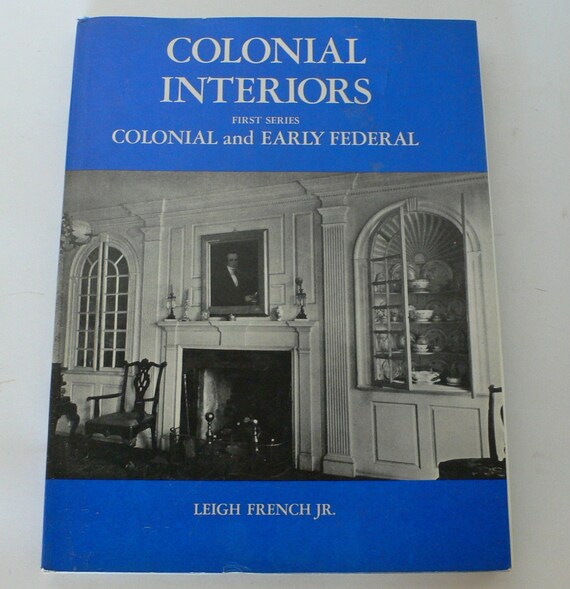 COLONIAL
INTERIORS
FIRST SERIES
COLONIAL and EARLY FEDERAL
LEIGH FRENCH JR.